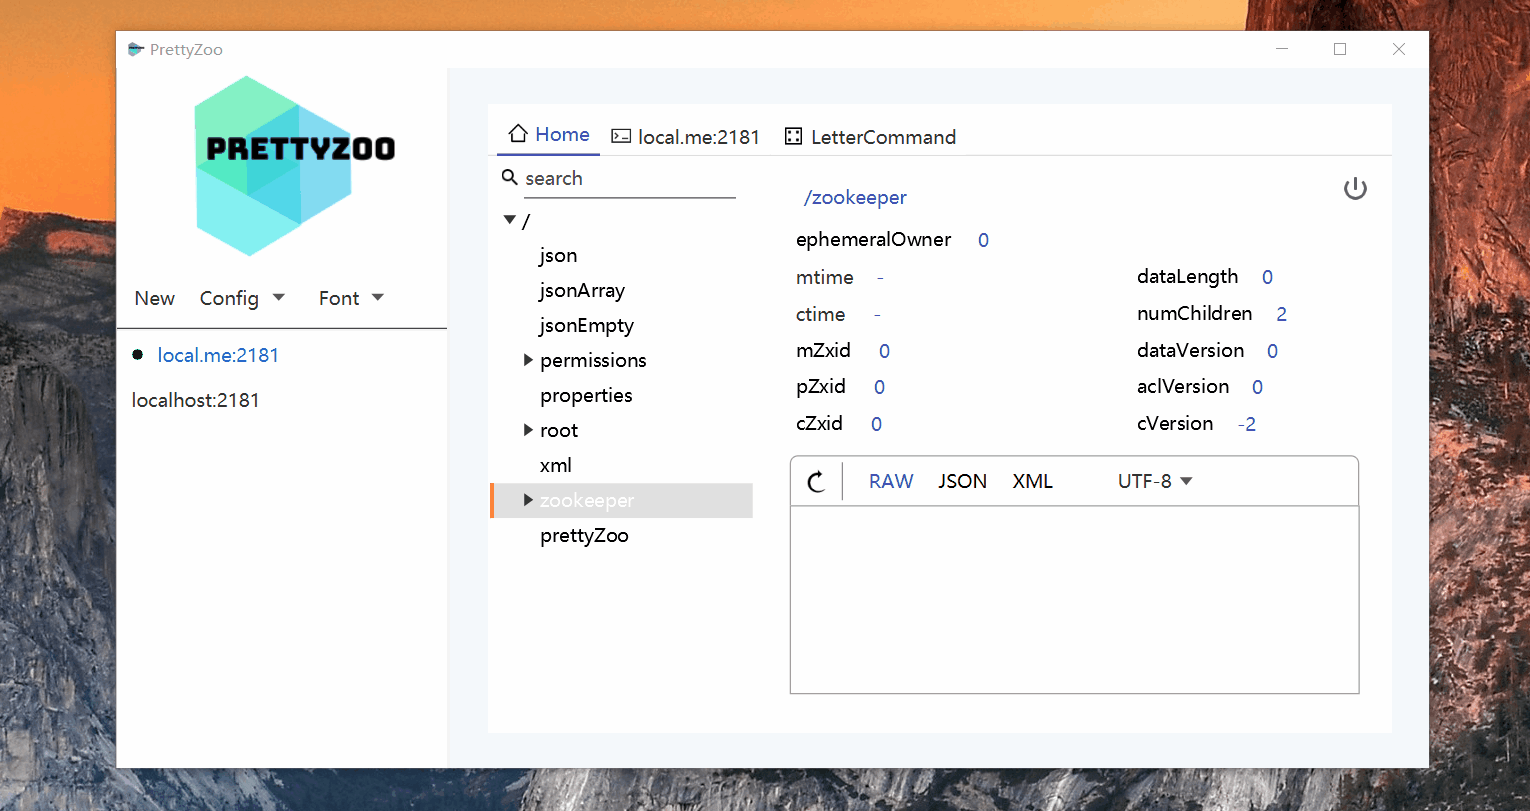 PrettyZoo
PRETTYZOO
New Config Font
local.me:2181
localhost:2181
Home local.me:2181 LetterCommand
search
/
json
jsonArray
jsonEmpty
permissions
properties
root
xml
zookeeper
prettyZoo
/zookeeper
ephemeralOwner 0
mtime - dataLength 0
ctime - numChildren 2
mZxid 0 dataVersion 0
pZxid 0 aclVersion 0
cZxid 0 cVersion -2
RAW JSON XML UTF-8